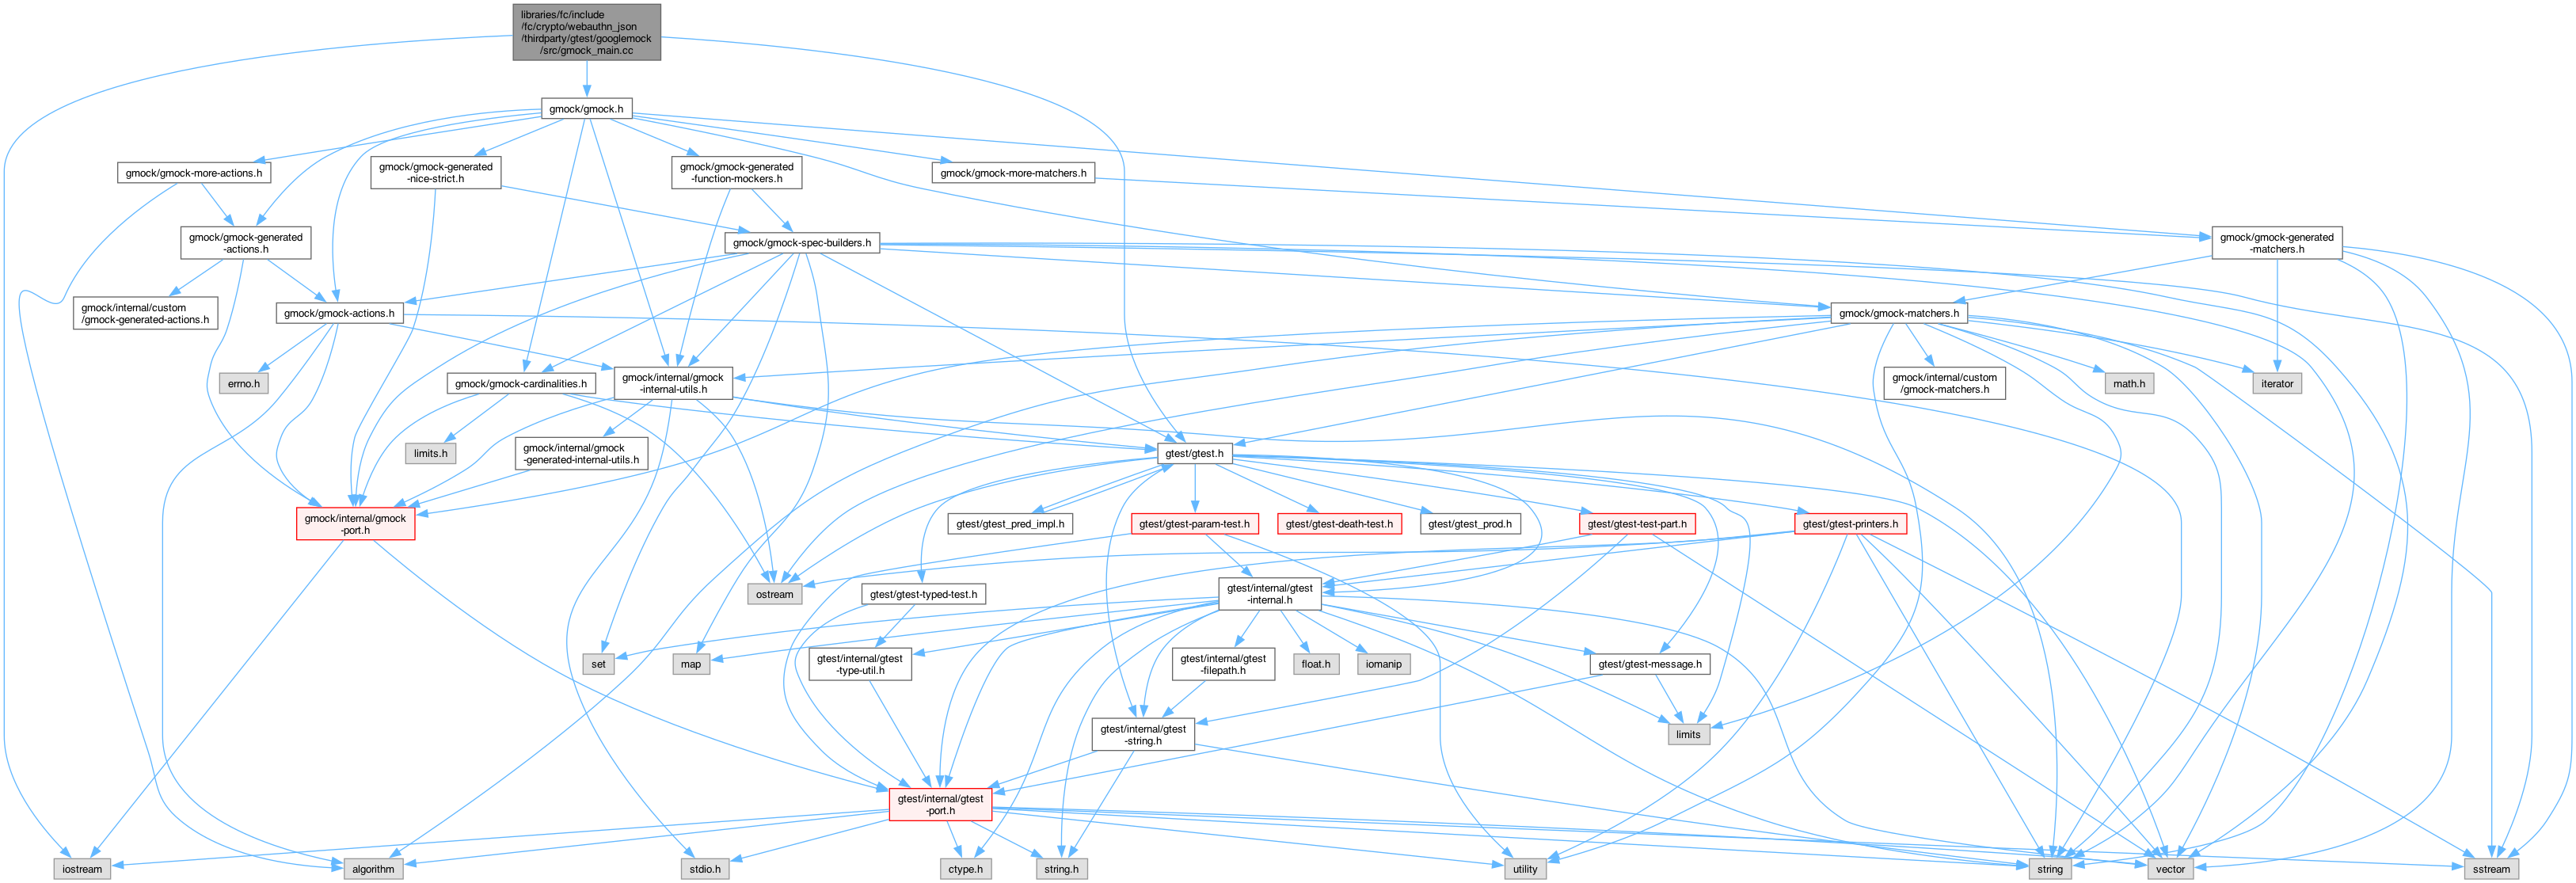 libraries/fc/include
/fc/crypto/webauthn_json
/thirdparty/gtest/googlemock
/src/gmock_main.cc
gmock/gmock.h
gmock/gmock-more-actions.h
gmock/gmock-generated
-nice-strict.h
gmock/gmock-generated
-function-mockers.h
gmock/gmock-more-matchers.h
gmock/gmock-generated
-actions.h
gmock/gmock-spec-builders.h
gmock/gmock-generated
-matchers.h
gmock/internal/custom
/gmock-generated-actions.h
gmock/gmock-actions.h
gmock/gmock-matchers.h
errno.h
gmock/gmock-cardinalities.h
gmock/internal/gmock
-internal-utils.h
gmock/internal/custom
/gmock-matchers.h
math.h
iterator
limits.h
gmock/internal/gmock
-generated-internal-utils.h
gtest/gtest.h
gmock/internal/gmock
-port.h
gtest/gtest_pred_impl.h
gtest/gtest-param-test.h
gtest/gtest-death-test.h
gtest/gtest_prod.h
gtest/gtest-test-part.h
gtest/gtest-printers.h
ostream
gtest/gtest-typed-test.h
gtest/internal/gtest
-internal.h
set
map
gtest/internal/gtest
-type-util.h
gtest/internal/gtest
-filepath.h
float.h
iomanip
gtest/gtest-message.h
gtest/internal/gtest
-string.h
limits
gtest/internal/gtest
-port.h
iostream
algorithm
stdio.h
ctype.h
string.h
utility
string
vector
sstream